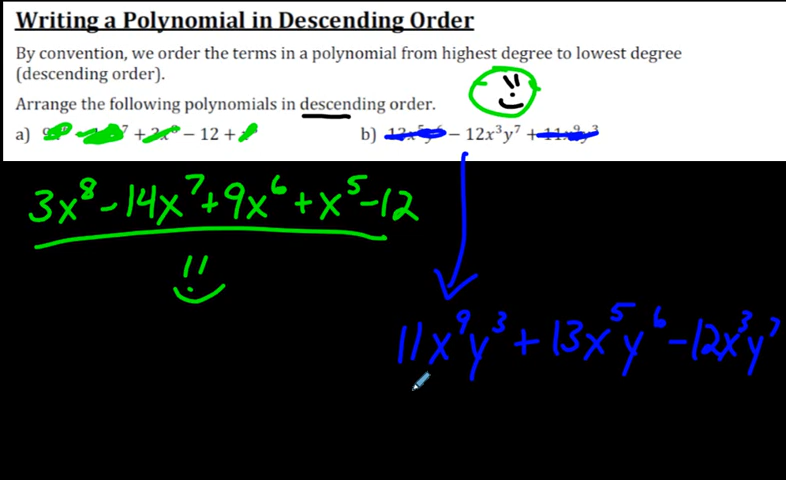 Writing a Polynomial in Descending Order
By convention, we order the terms in a polynomial from highest degree to lowest degree
(descending order).
Arrange the following polynomials in descending order.
a) ⁷ + − 12 +
b) − 12x³y⁷ +
3x⁸ - 14x⁷ + 9x⁶ + x⁵ - 12
11x⁹y³ + 13x⁵y⁶ - 12x³y⁷